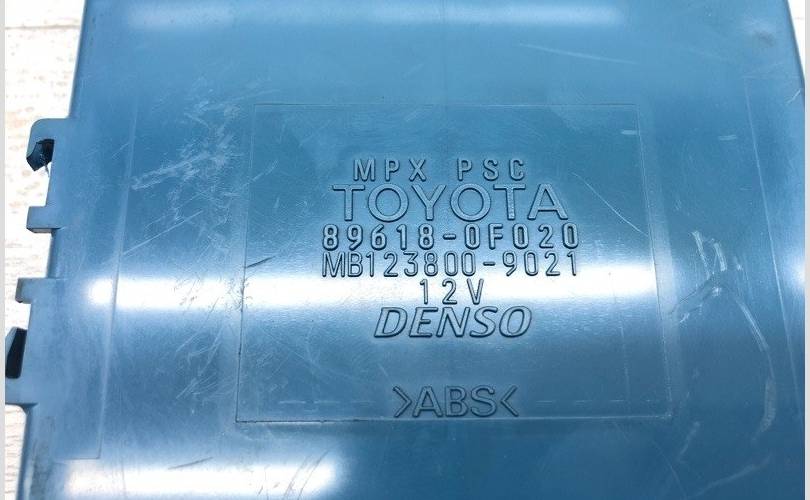 MPX PSC
TOYOTA
89618-0F020
MB123800-9021
12V
DENSO
>ABS<